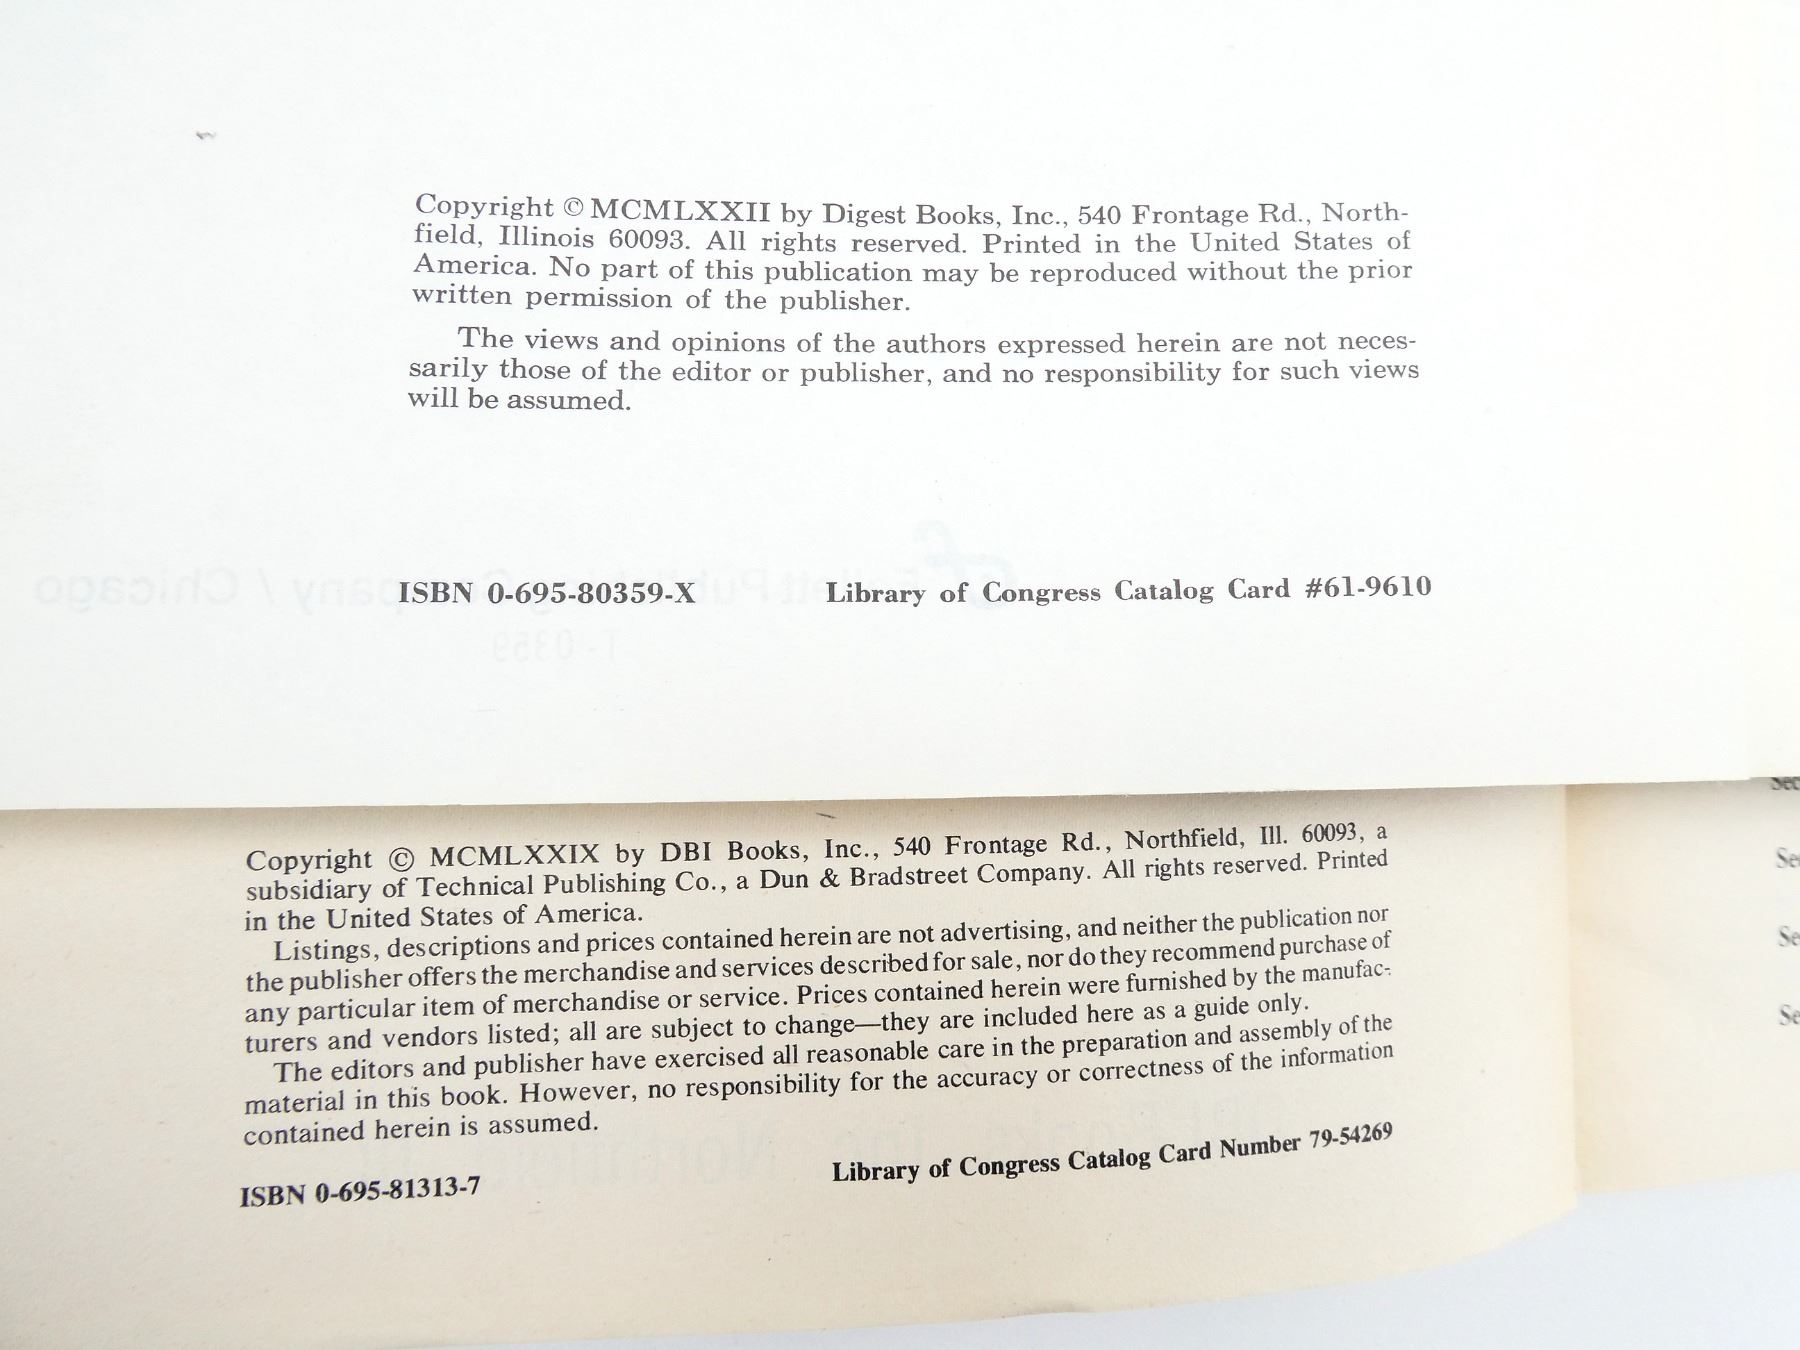 Copyright © MCMLXXII by Digest Books, Inc., 540 Frontage Rd., North-
field, Illinois 60093. All rights reserved. Printed in the United States of
America. No part of this publication may be reproduced without the prior
written permission of the publisher.
The views and opinions of the authors expressed herein are not neces-
sarily those of the editor or publisher, and no responsibility for such views
will be assumed.
ISBN 0-695-80359-X Library of Congress Catalog Card #61-9610
Copyright © MCMLXXIX by DBI Books, Inc., 540 Frontage Rd., Northfield, Ill. 60093, a
subsidiary of Technical Publishing Co., a Dun & Bradstreet Company. All rights reserved. Printed
in the United States of America.
Listings, descriptions and prices contained herein are not advertising, and neither the publication nor
the publisher offers the merchandise and services described for sale, nor do they recommend purchase of
any particular item of merchandise or service. Prices contained herein were furnished by the manufac-
turers and vendors listed; all are subject to change—they are included here as a guide only.
The editors and publisher have exercised all reasonable care in the preparation and assembly of the
material in this book. However, no responsibility for the accuracy or correctness of the information
contained herein is assumed.
ISBN 0-695-81313-7 Library of Congress Catalog Card Number 79-54269